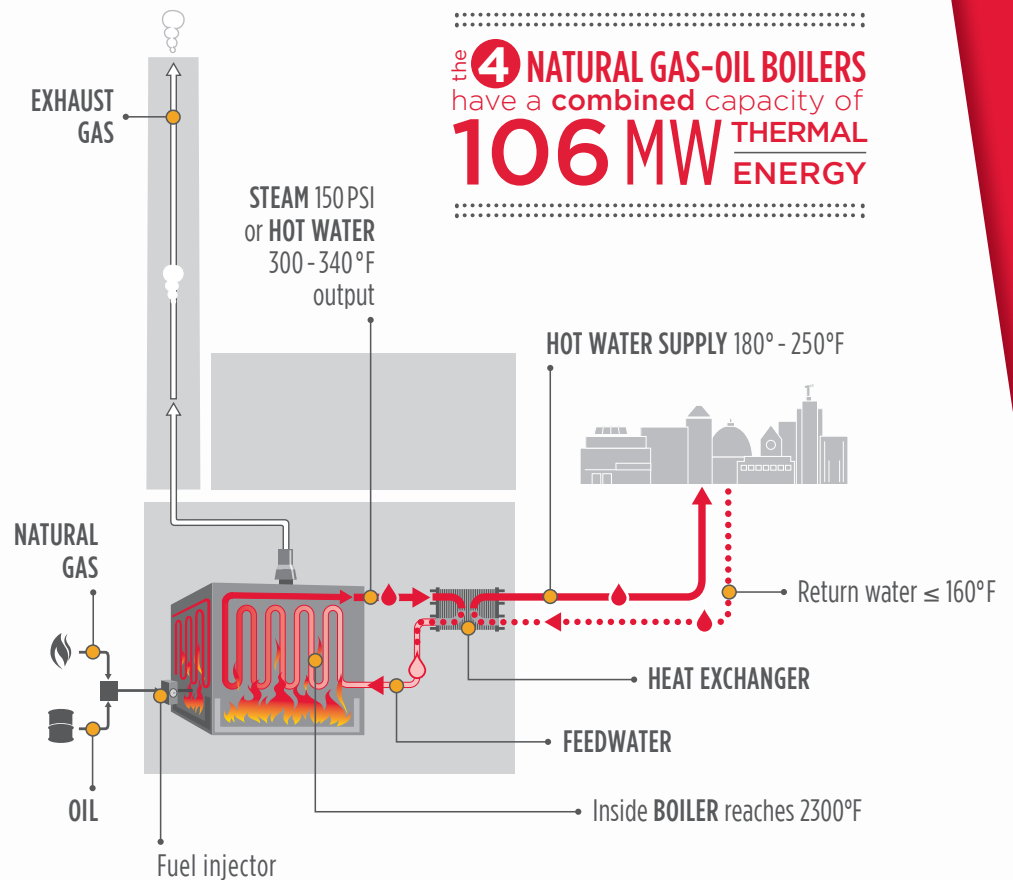 the 4 NATURAL GAS-OIL BOILERS
have a combined capacity of
106 MW THERMAL
ENERGY
EXHAUST
GAS
STEAM 150 PSI
or HOT WATER
300 - 340 °F
output
HOT WATER SUPPLY 180° - 250°F
NATURAL
GAS
Return water ≤ 160°F
HEAT EXCHANGER
FEEDWATER
OIL
Inside BOILER reaches 2300°F
Fuel injector